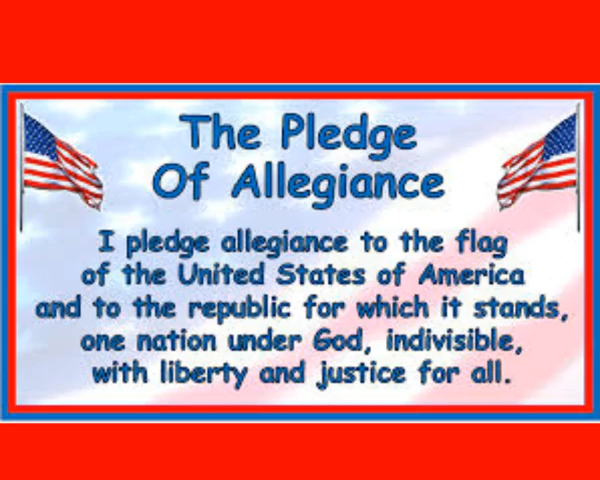 The Pledge
Of Allegiance
I pledge allegiance to the flag
of the United States of America
and to the republic for which it stands,
one nation under God, indivisible,
with liberty and justice for all.